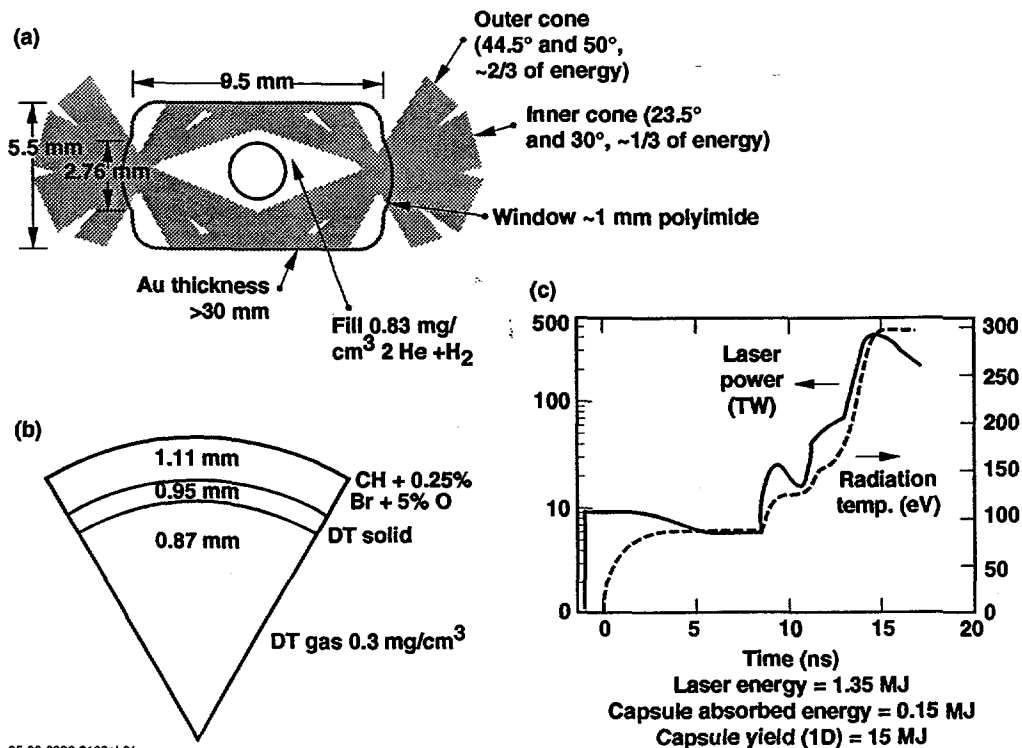 (a)
Outer cone
(44.5° and 50°,
~2/3 of energy)
9.5 mm
Inner cone (23.5°
and 30°, ~1/3 of energy)
5.5 mm
2.76 mm
Window ~1 mm polyimide
Au thickness
>30 mm
Fill 0.83 mg/
cm³ 2 He +H₂
(b)
1.11 mm
CH + 0.25%
Br + 5% O
0.95 mm
DT solid
0.87 mm
DT gas 0.3 mg/cm³
(c)
500
100
10
0
Laser
power
(TW)
Radiation
temp. (eV)
300
250
200
150
100
50
0
0 5 10 15 20
Time (ns)
Laser energy = 1.35 MJ
Capsule absorbed energy = 0.15 MJ
Capsule yield (1D) = 15 MJ